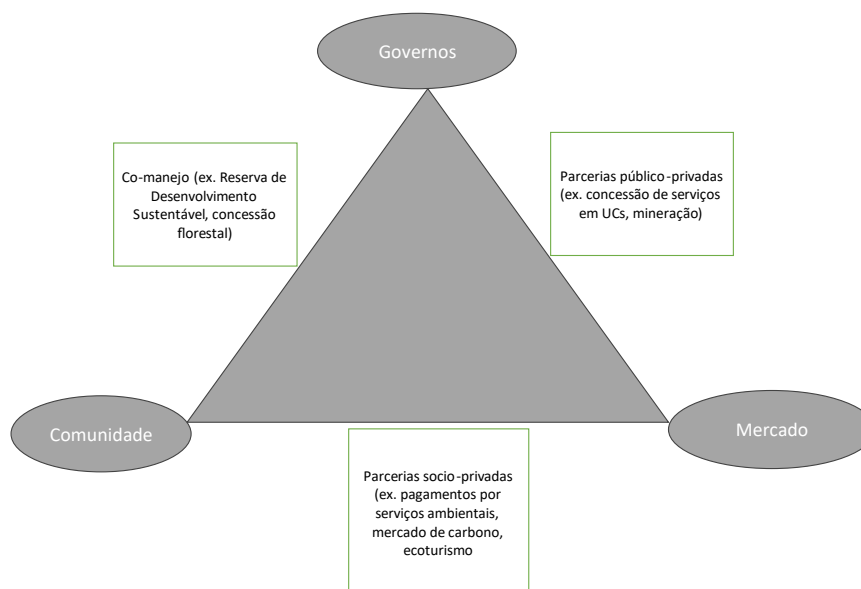 Governos
Co-manejo (ex. Reserva de
Desenvolvimento
Sustentável, concessão
florestal)
Parcerias público-privadas
(ex. concessão de serviços
em UCs, mineração)
Comunidade
Mercado
Parcerias socio-privadas
(ex. pagamentos por
serviços ambientais,
mercado de carbono,
ecoturismo